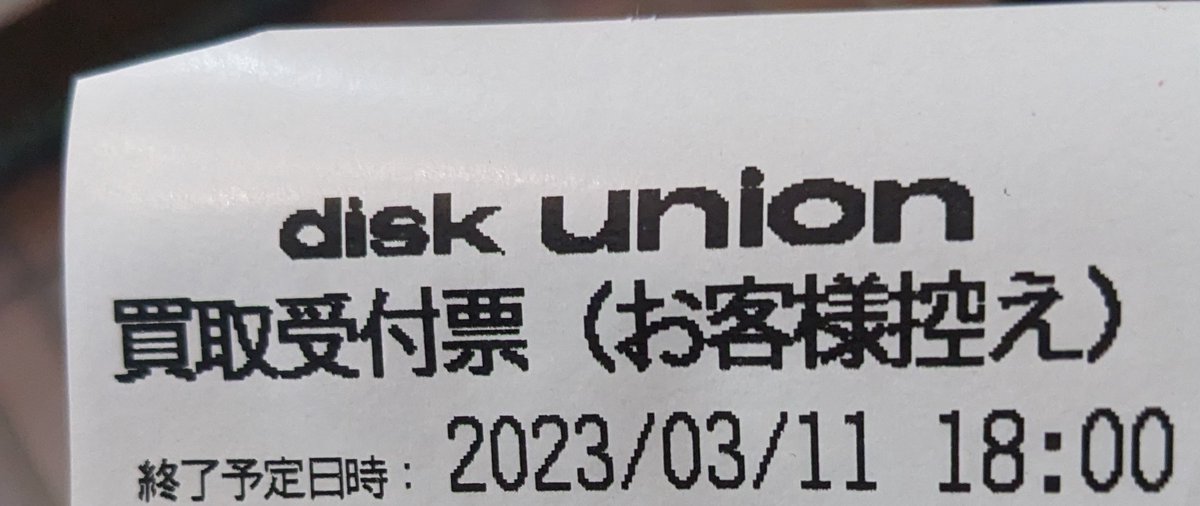 disk union
買取受付票（お客様控え）
終了予定日時： 2023/03/11 18:00